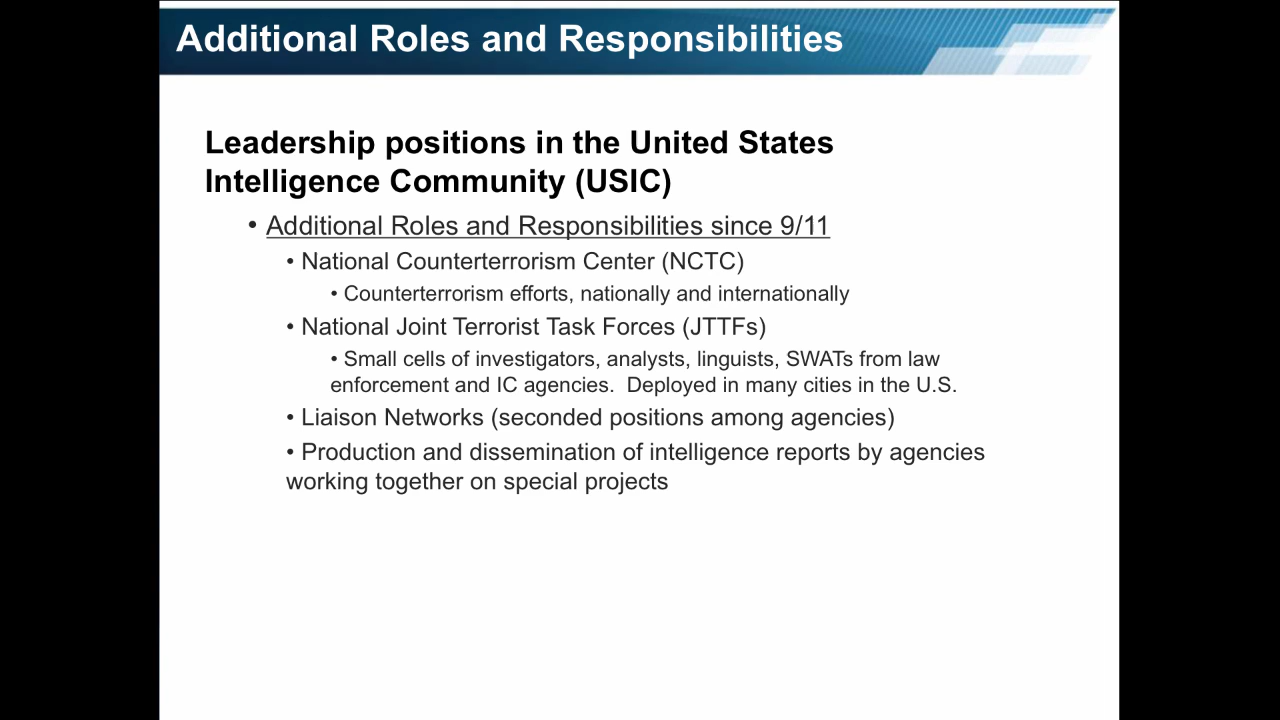 Additional Roles and Responsibilities
Leadership positions in the United States
Intelligence Community (USIC)
• Additional Roles and Responsibilities since 9/11
• National Counterterrorism Center (NCTC)
• Counterterrorism efforts, nationally and internationally
• National Joint Terrorist Task Forces (JTTFs)
• Small cells of investigators, analysts, linguists, SWATs from law
enforcement and IC agencies.  Deployed in many cities in the U.S.
• Liaison Networks (seconded positions among agencies)
• Production and dissemination of intelligence reports by agencies
working together on special projects